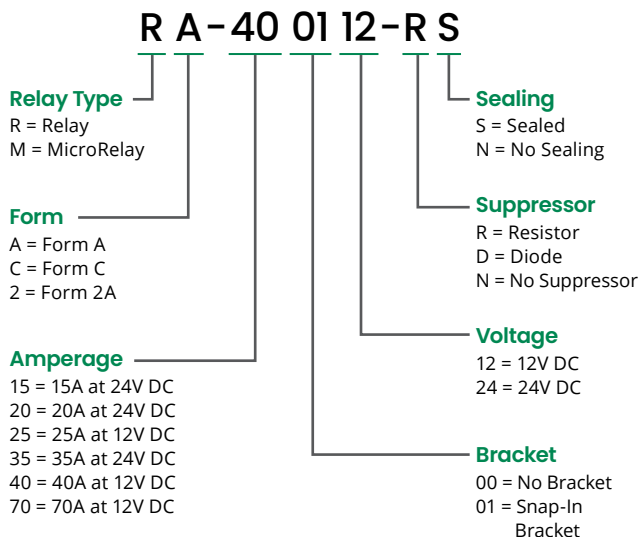 R A-40 01 12-R S
Relay Type
R = Relay
M = MicroRelay
Form
A = Form A
C = Form C
2 = Form 2A
Amperage
15 = 15A at 24V DC
20 = 20A at 24V DC
25 = 25A at 12V DC
35 = 35A at 24V DC
40 = 40A at 12V DC
70 = 70A at 12V DC
Sealing
S = Sealed
N = No Sealing
Suppressor
R = Resistor
D = Diode
N = No Suppressor
Voltage
12 = 12V DC
24 = 24V DC
Bracket
00 = No Bracket
01 = Snap-In
Bracket